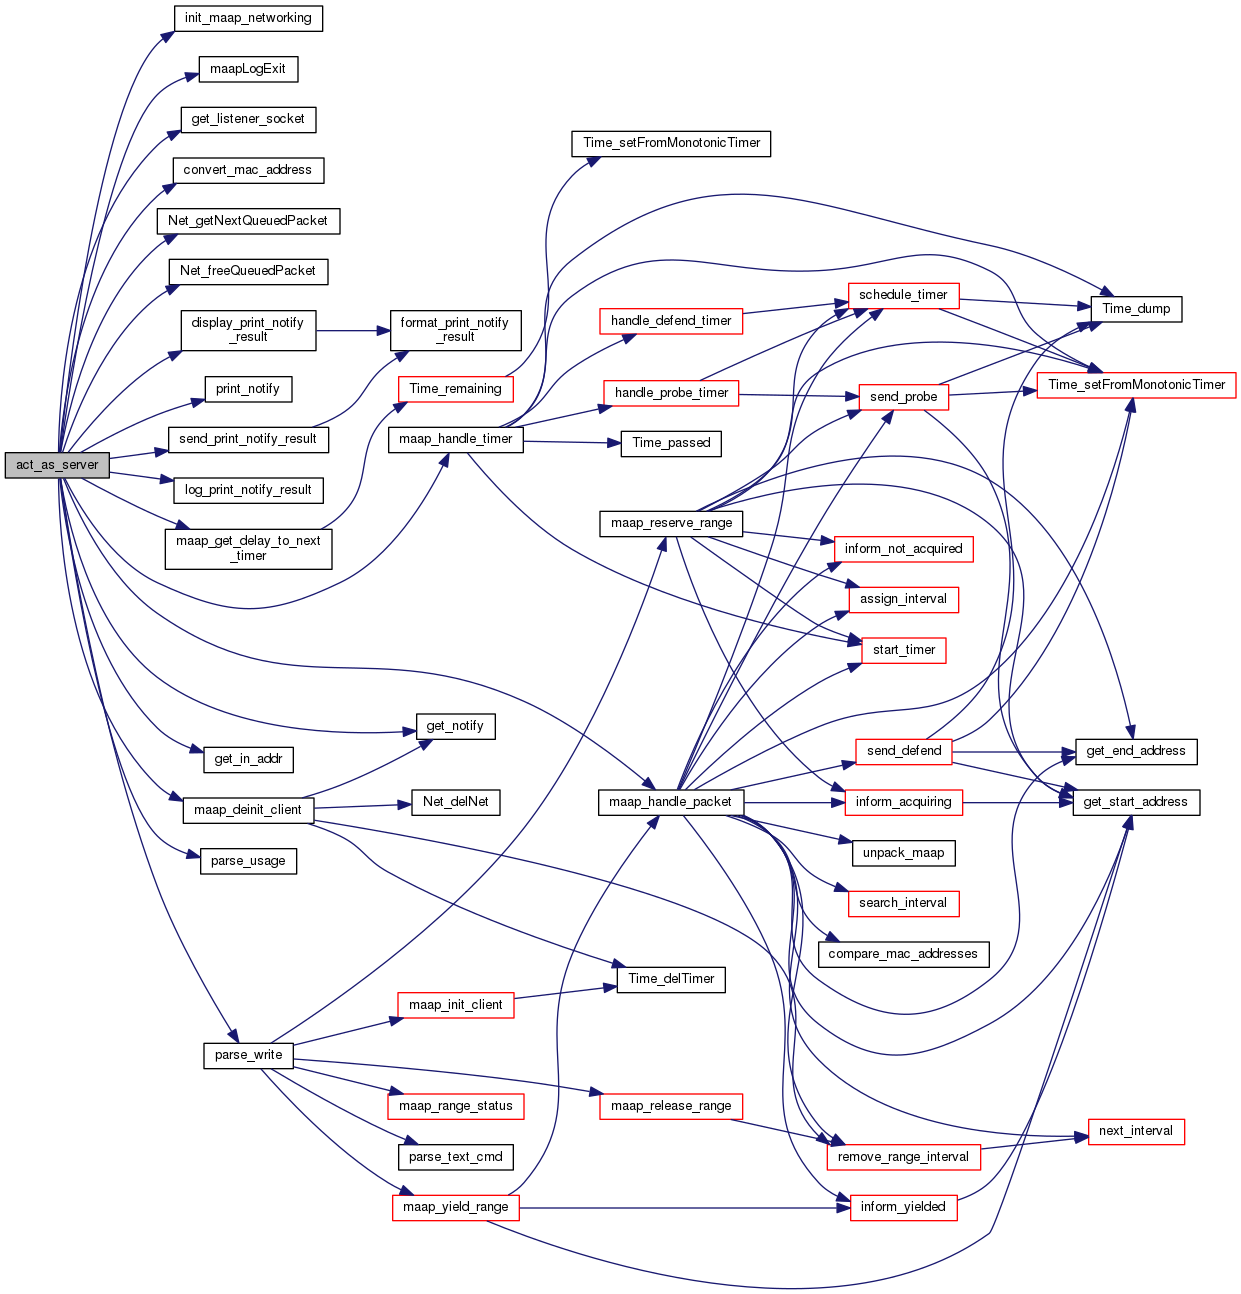 init_maap_networking
maapLogExit
get_listener_socket
Time_setFromMonotonicTimer
convert_mac_address
Net_getNextQueuedPacket
Net_freeQueuedPacket
schedule_timer
Time_dump
display_print_notify
_result
format_print_notify
_result
handle_defend_timer
print_notify
Time_remaining
handle_probe_timer
send_probe
Time_setFromMonotonicTimer
send_print_notify_result
maap_handle_timer
Time_passed
act_as_server
log_print_notify_result
maap_get_delay_to_next
_timer
maap_reserve_range
inform_not_acquired
assign_interval
start_timer
get_notify
get_in_addr
send_defend
get_end_address
maap_deinit_client
Net_delNet
maap_handle_packet
inform_acquiring
get_start_address
parse_usage
unpack_maap
search_interval
compare_mac_addresses
Time_delTimer
maap_init_client
parse_write
maap_range_status
maap_release_range
next_interval
parse_text_cmd
remove_range_interval
maap_yield_range
inform_yielded